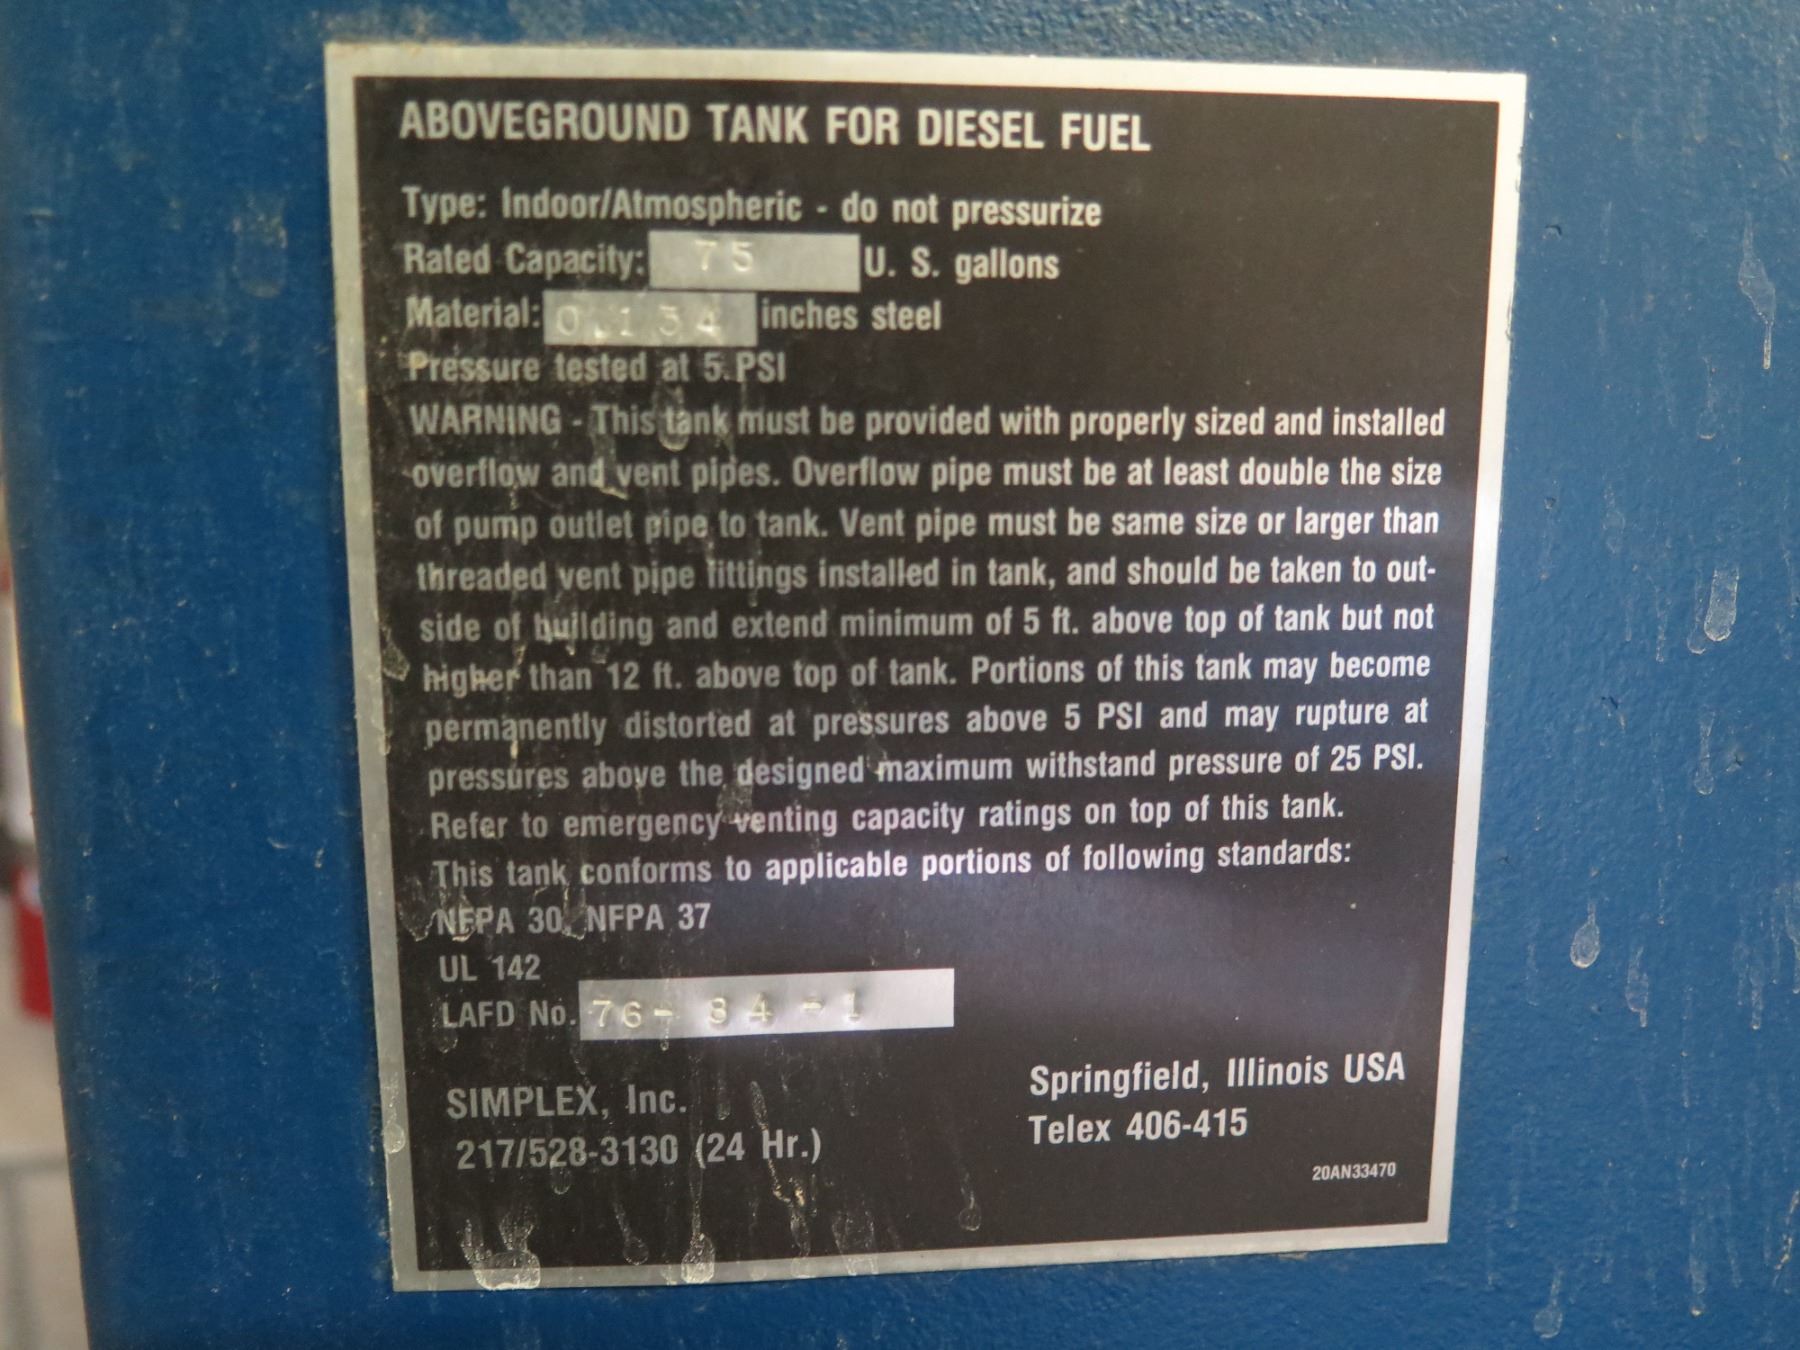 ABOVEGROUND TANK FOR DIESEL FUEL
Type: Indoor/Atmospheric - do not pressurize
Rated Capacity: 75 U. S. gallons
Material: 0.134 inches steel
Pressure tested at 5 PSI
WARNING - This tank must be provided with properly sized and installed
overflow and vent pipes. Overflow pipe must be at least double the size
of pump outlet pipe to tank. Vent pipe must be same size or larger than
threaded vent pipe fittings installed in tank, and should be taken to out-
side of building and extend minimum of 5 ft. above top of tank but not
higher than 12 ft. above top of tank. Portions of this tank may become
permanently distorted at pressures above 5 PSI and may rupture at
pressures above the designed maximum withstand pressure of 25 PSI.
Refer to emergency venting capacity ratings on top of this tank.
This tank conforms to applicable portions of following standards:
NFPA 30, NFPA 37
UL 142
LAFD No. 76-84-1
SIMPLEX, Inc.
217/528-3130 (24 Hr.)
Springfield, Illinois USA
Telex 406-415
20AN33470